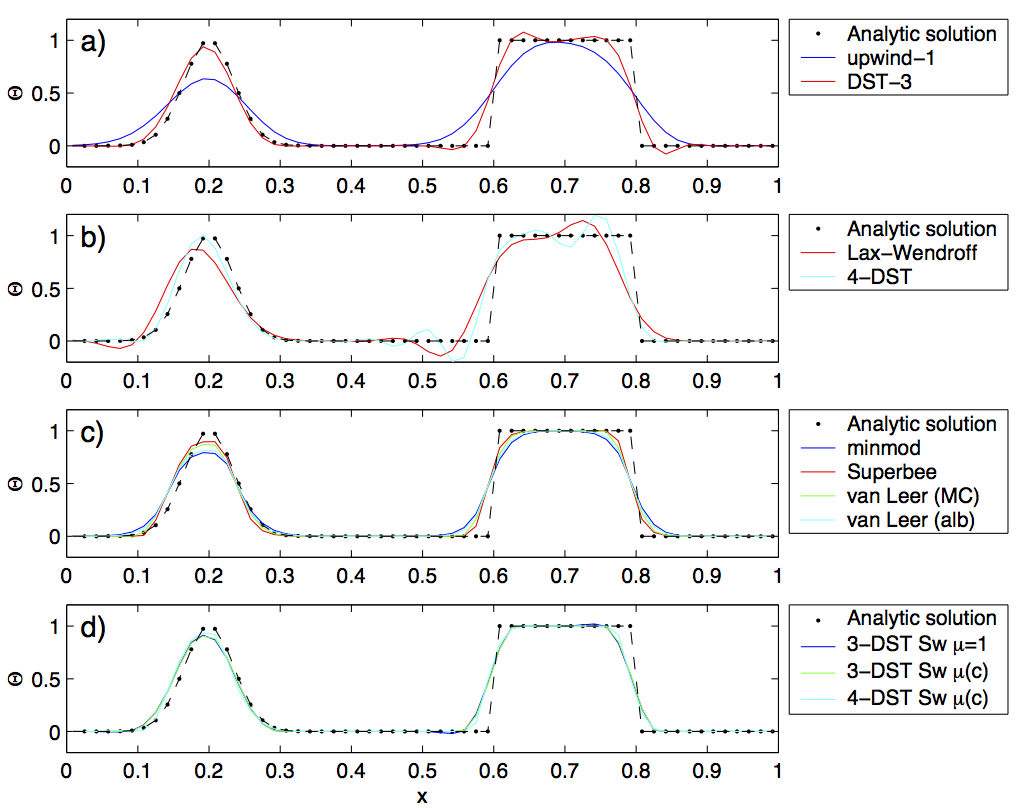 a)
1
0.5
0
Θ
0 0.1 0.2 0.3 0.4 0.5 0.6 0.7 0.8 0.9 1
Analytic solution
upwind−1
DST−3
b)
1
0.5
0
Θ
0 0.1 0.2 0.3 0.4 0.5 0.6 0.7 0.8 0.9 1
Analytic solution
Lax−Wendroff
4−DST
c)
1
0.5
0
Θ
0 0.1 0.2 0.3 0.4 0.5 0.6 0.7 0.8 0.9 1
Analytic solution
minmod
Superbee
van Leer (MC)
van Leer (alb)
d)
1
0.5
0
Θ
0 0.1 0.2 0.3 0.4 0.5 0.6 0.7 0.8 0.9 1
x
Analytic solution
3−DST Sw μ=1
3−DST Sw μ(c)
4−DST Sw μ(c)